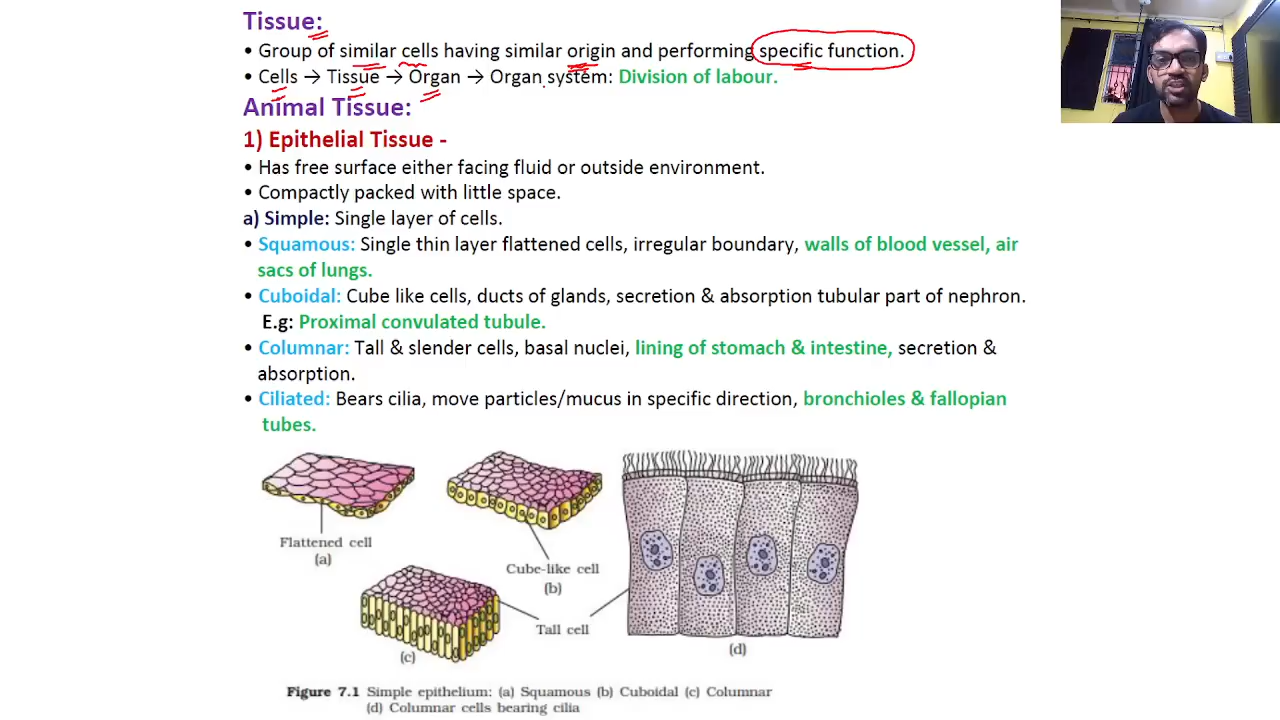 Tissue:
• Group of similar cells having similar origin and performing specific function.
• Cells → Tissue → Organ → Organ system: Division of labour.
Animal Tissue:
1) Epithelial Tissue -
• Has free surface either facing fluid or outside environment.
• Compactly packed with little space.
a) Simple: Single layer of cells.
• Squamous: Single thin layer flattened cells, irregular boundary, walls of blood vessel, air
sacs of lungs.
• Cuboidal: Cube like cells, ducts of glands, secretion & absorption tubular part of nephron.
E.g: Proximal convulated tubule.
• Columnar: Tall & slender cells, basal nuclei, lining of stomach & intestine, secretion &
absorption.
• Ciliated: Bears cilia, move particles/mucus in specific direction, bronchioles & fallopian
tubes.
Flattened cell
(a)
Cube-like cell
(b)
Tall cell
(c)
(d)
Figure 7.1 Simple epithelium: (a) Squamous (b) Cuboidal (c) Columnar
(d) Columnar cells bearing cilia